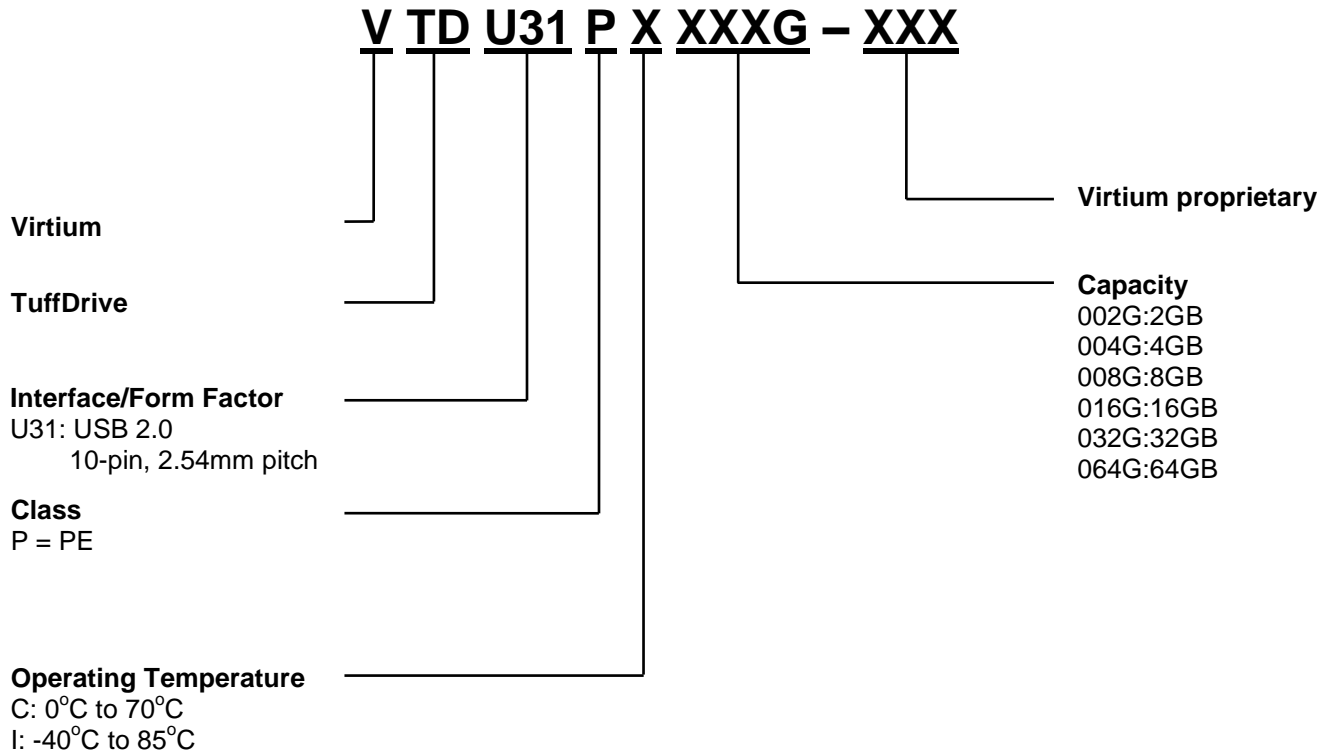 V TD U31 P X XXXG – XXX
Virtium
TuffDrive
Interface/Form Factor
U31: USB 2.0
10-pin, 2.54mm pitch
Class
P = PE
Operating Temperature
C: 0°C to 70°C
I: -40°C to 85°C
Virtium proprietary
Capacity
002G:2GB
004G:4GB
008G:8GB
016G:16GB
032G:32GB
064G:64GB